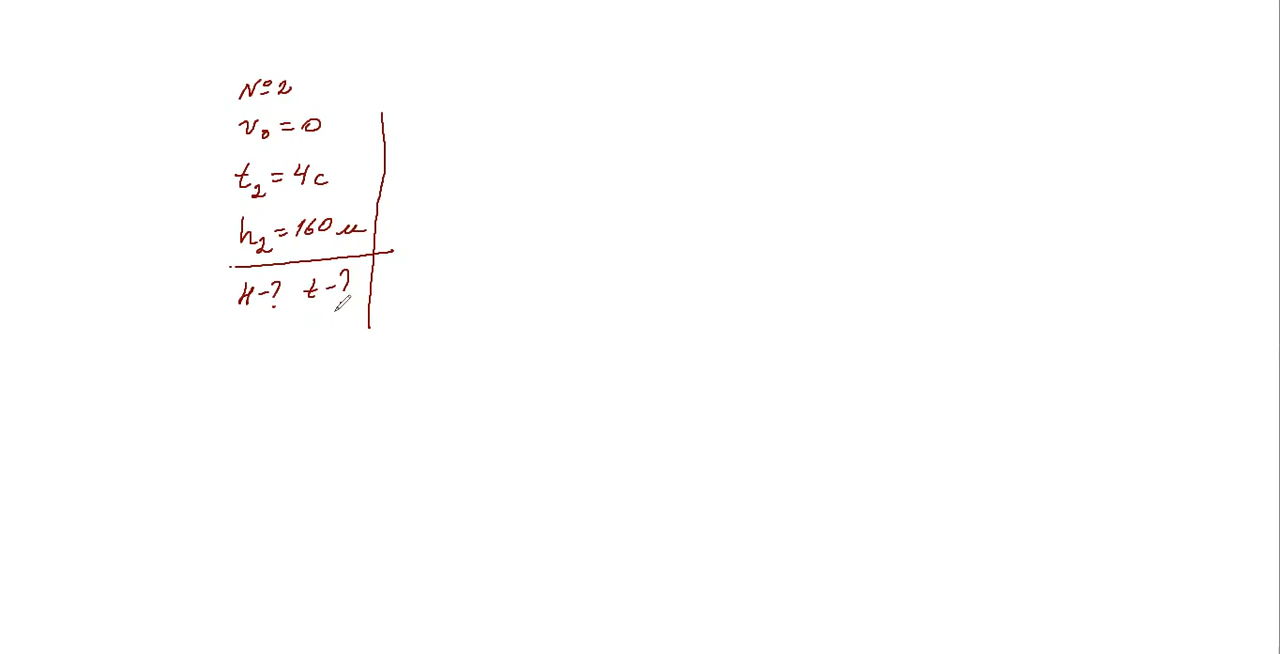 №2
v₀ = 0
t₂ = 4 с
h₂ = 160 м
H - ? t - ?